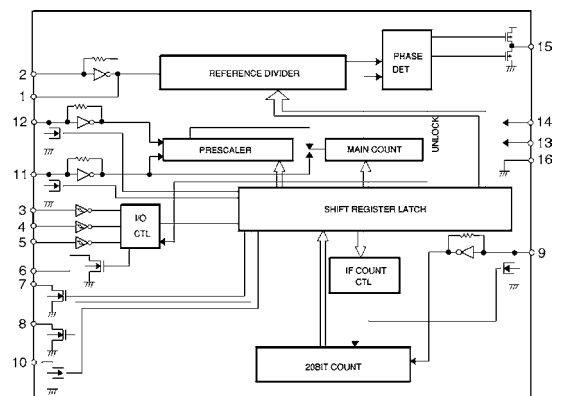 2
1
12
11
3
4
5
6
7
8
10
REFERENCE DIVIDER
PHASE
DET
15
14
13
16
UNLOCK
PRESCALER
MAIN COUNT
SHIFT REGISTER LATCH
I/O
CTL
9
IF COUNT
CTL
20BIT COUNT